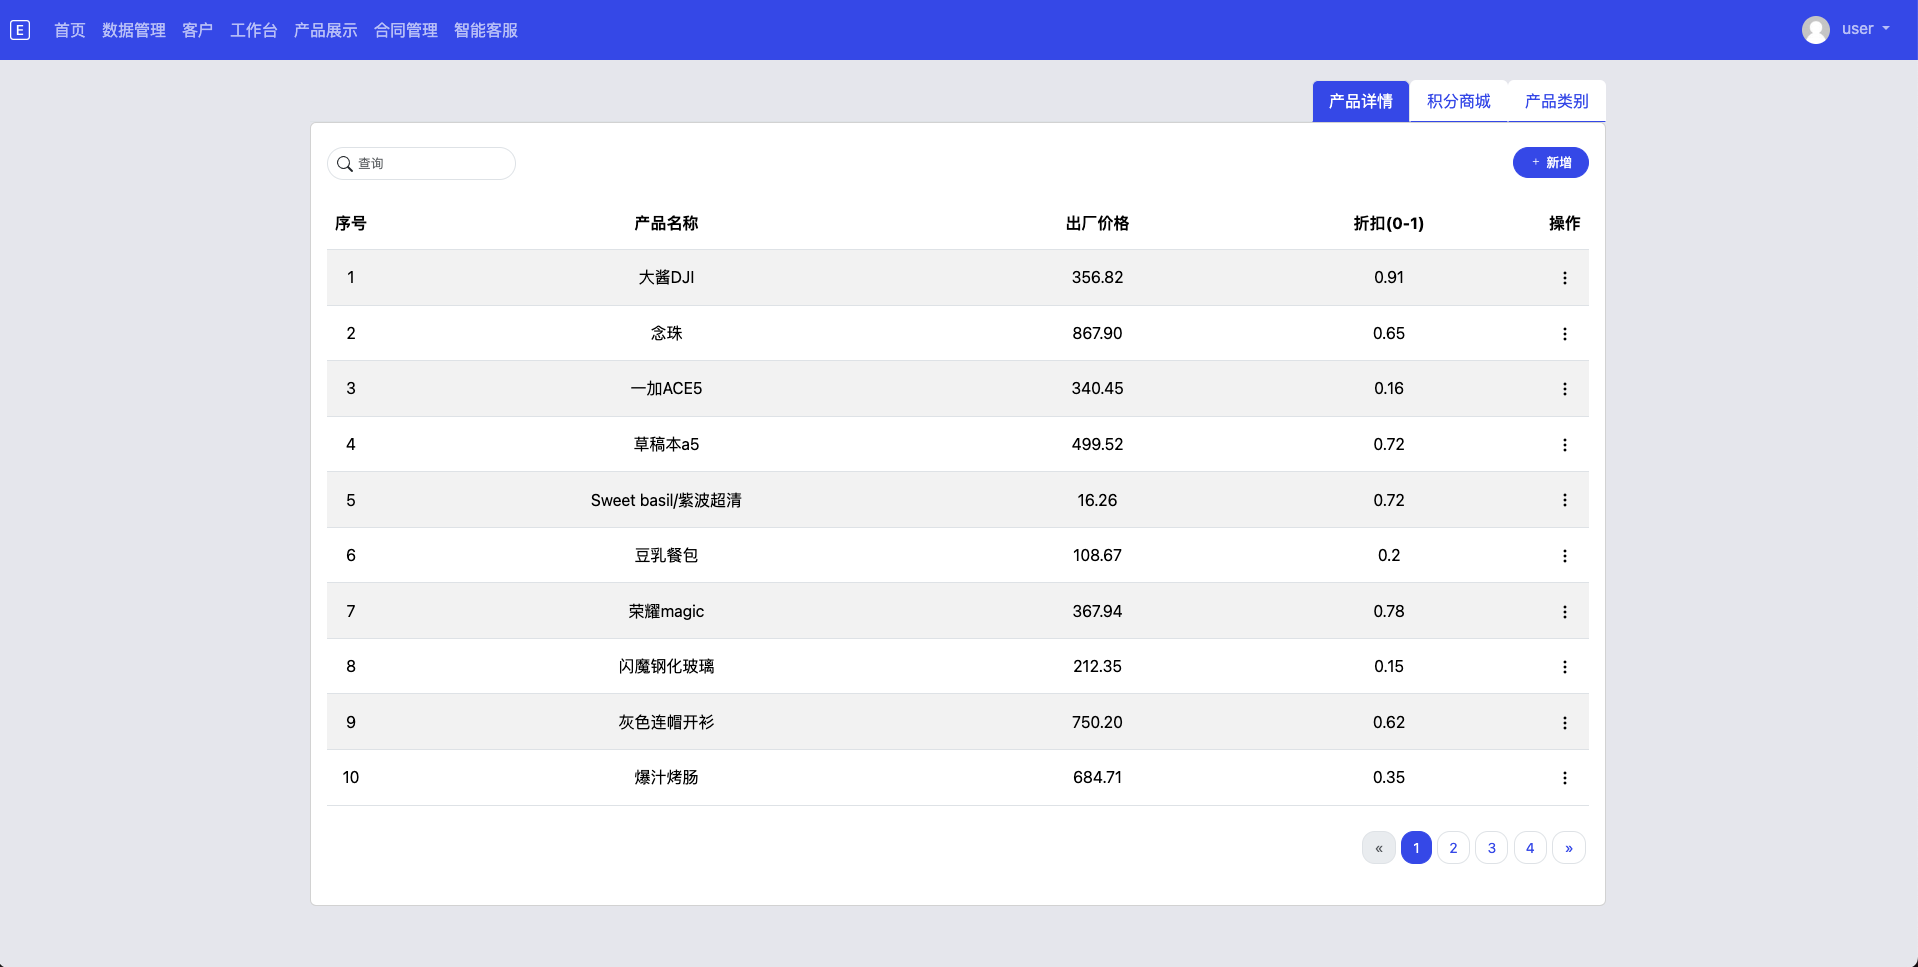 E 首页 数据管理 客户 工作台 产品展示 合同管理 智能客服 user
产品详情 积分商城 产品类别
查询 + 新增
序号 产品名称 出厂价格 折扣(0-1) 操作
1 大酱DJI 356.82 0.91
2 念珠 867.90 0.65
3 一加ACE5 340.45 0.16
4 草稿本a5 499.52 0.72
5 Sweet basil/紫波超清 16.26 0.72
6 豆乳餐包 108.67 0.2
7 荣耀magic 367.94 0.78
8 闪魔钢化玻璃 212.35 0.15
9 灰色连帽开衫 750.20 0.62
10 爆汁烤肠 684.71 0.35
« 1 2 3 4 »